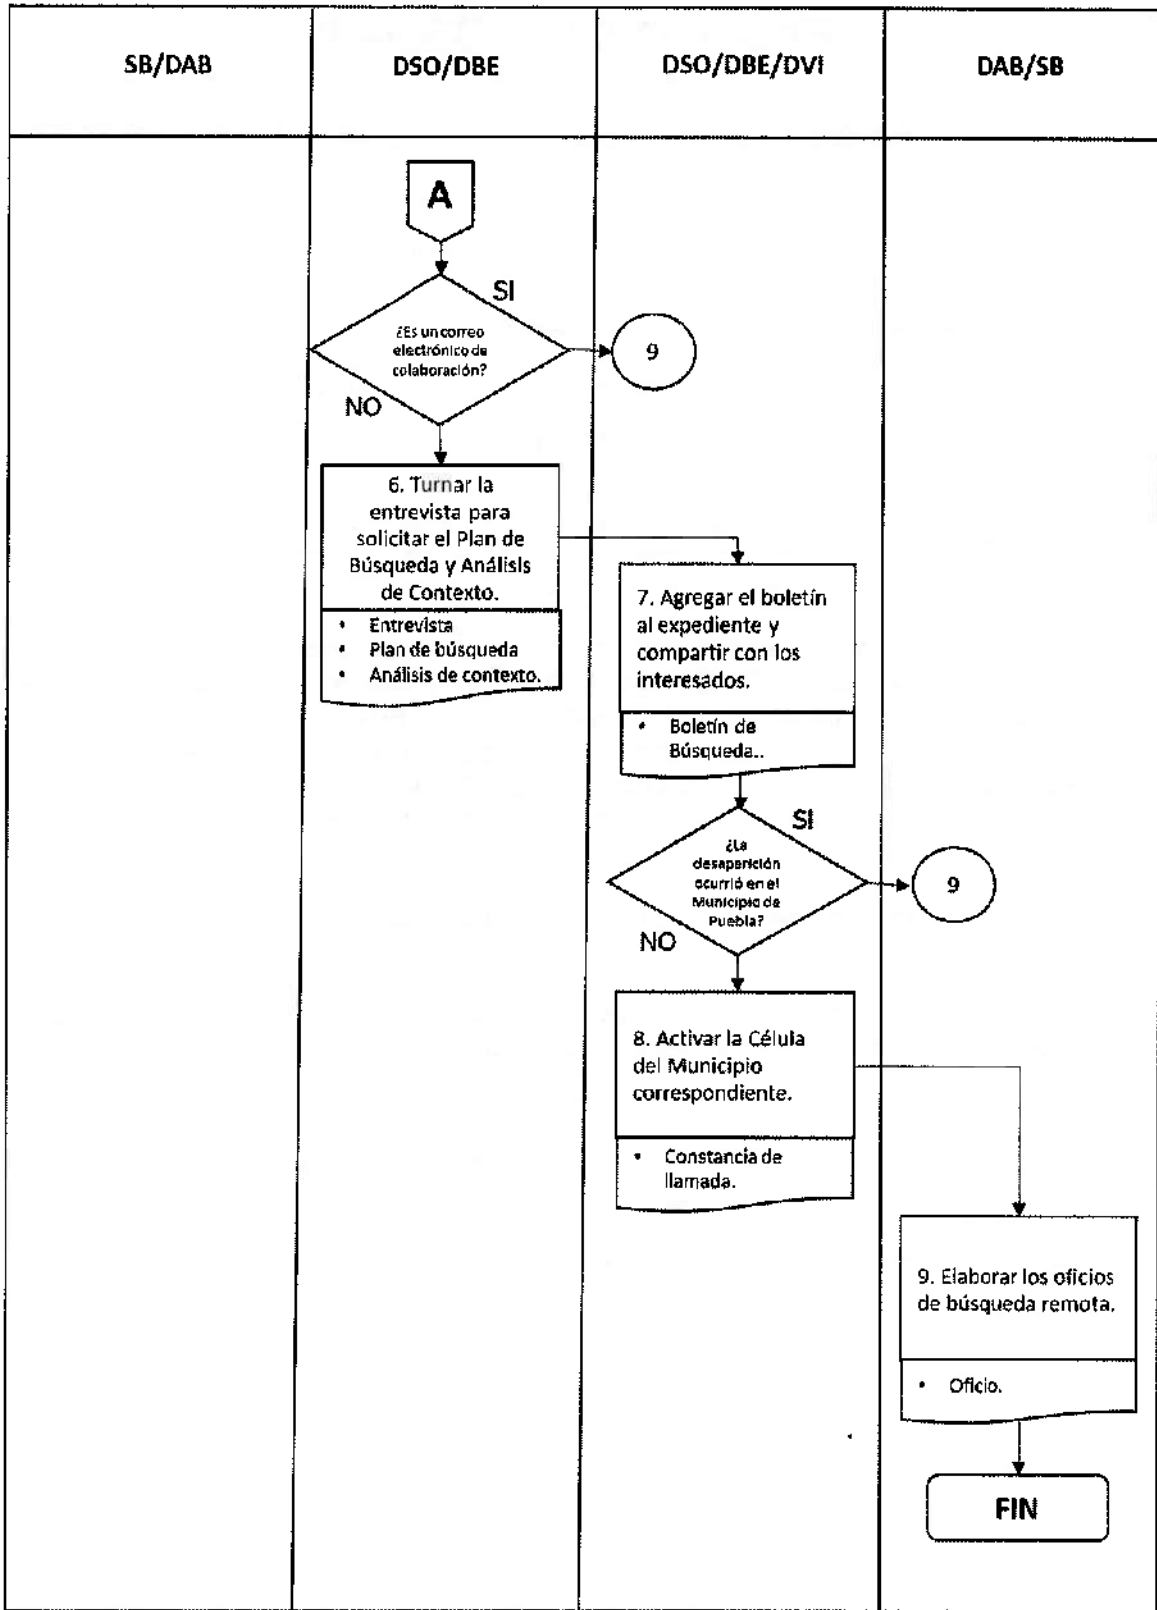 SB/DAB
DSO/DBE
DSO/DBE/DVI
DAB/SB
A
SI
¿Es un correo
electrónico de
colaboración?
9
NO
6. Turnar la
entrevista para
solicitar el Plan de
Búsqueda y Análisis
de Contexto.
• Entrevista
• Plan de búsqueda
• Análisis de contexto.
7. Agregar el boletín
al expediente y
compartir con los
interesados.
• Boletín de
Búsqueda..
SI
¿La
desaparición
ocurrió en el
Municipio de
Puebla?
9
NO
8. Activar la Célula
del Municipio
correspondiente.
• Constancia de
llamada.
9. Elaborar los oficios
de búsqueda remota.
• Oficio.
FIN